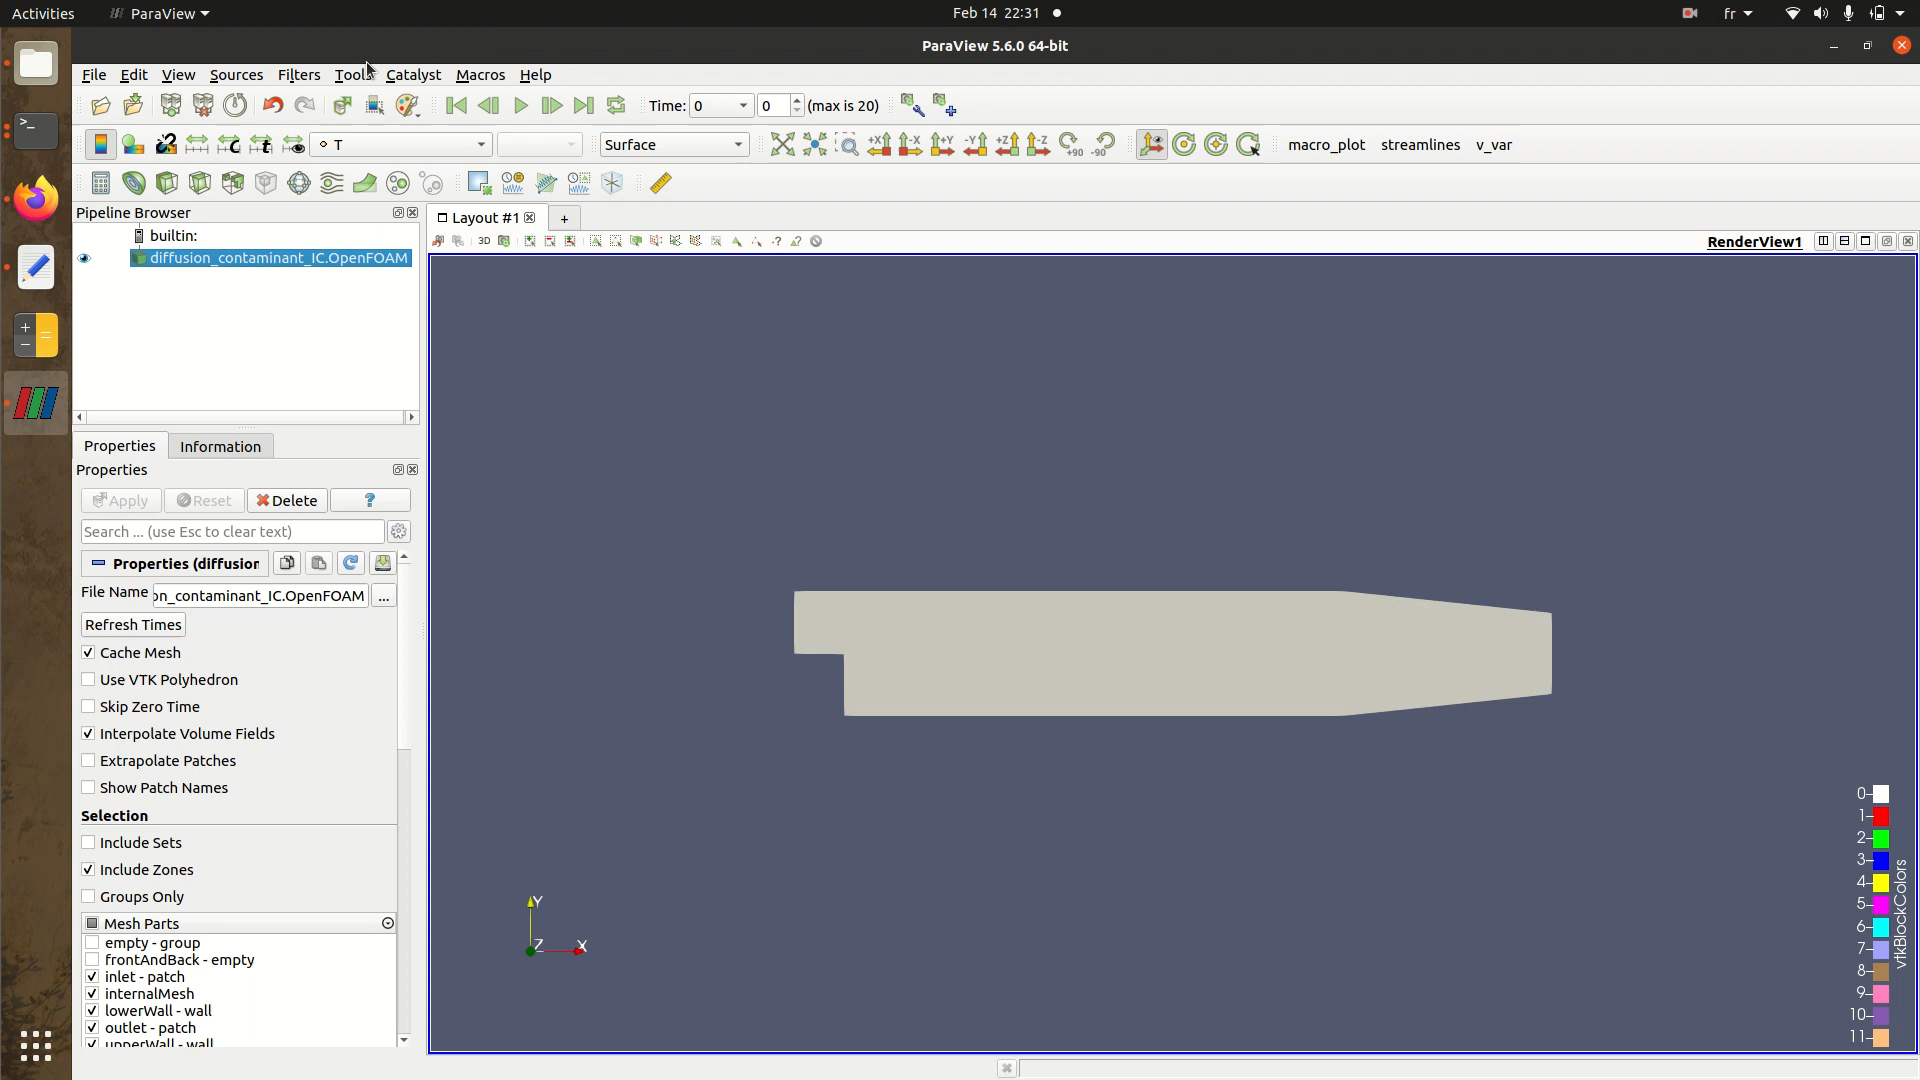 Activities
ParaView
Feb 14 22:31
fr
ParaView 5.6.0 64-bit
File Edit View Sources Filters Tools Catalyst Macros Help
Time: 0 0 (max is 20)
T
Surface
+X -X +Y -Y +Z -Z +90 -90
macro_plot streamlines v_var
Pipeline Browser
builtin:
diffusion_contaminant_IC.OpenFOAM
Layout #1
+
3D
RenderView1
Properties Information
Properties
Apply Reset Delete ?
Search ... (use Esc to clear text)
Properties (diffusion
File Name on_contaminant_IC.OpenFOAM ...
Refresh Times
Cache Mesh
Use VTK Polyhedron
Skip Zero Time
Interpolate Volume Fields
Extrapolate Patches
Show Patch Names
Selection
Include Sets
Include Zones
Groups Only
Mesh Parts
empty - group
frontAndBack - empty
inlet - patch
internalMesh
lowerWall - wall
outlet - patch
upperWall - wall
Y
Z
X
0
1
2
3
4
5
6
7
8
9
10
11
vtkBlockColors